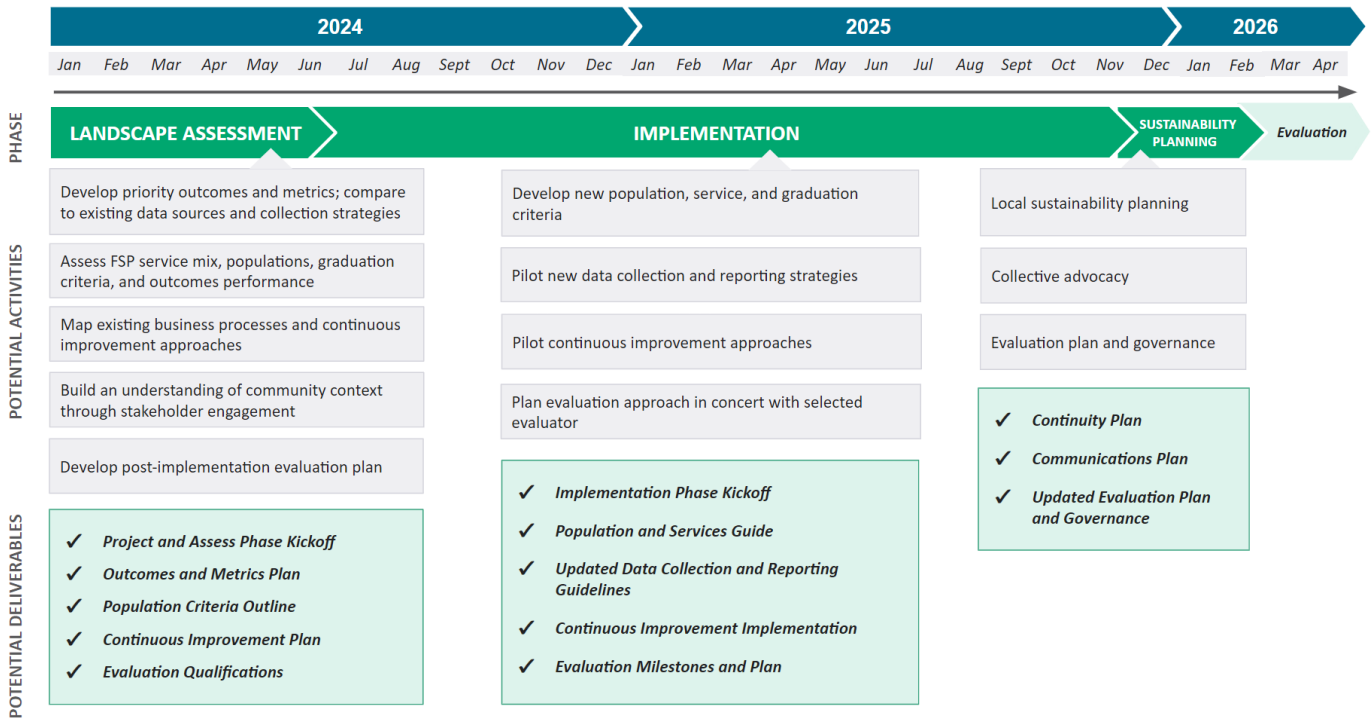 2024
2025
2026
Jan Feb Mar Apr May Jun Jul Aug Sept Oct Nov Dec Jan Feb Mar Apr May Jun Jul Aug Sept Oct Nov Dec Jan Feb Mar Apr
PHASE
LANDSCAPE ASSESSMENT
IMPLEMENTATION
SUSTAINABILITY
PLANNING
Evaluation
POTENTIAL ACTIVITIES
Develop priority outcomes and metrics; compare
to existing data sources and collection strategies
Assess FSP service mix, populations, graduation
criteria, and outcomes performance
Map existing business processes and continuous
improvement approaches
Build an understanding of community context
through stakeholder engagement
Develop post-implementation evaluation plan
Develop new population, service, and graduation
criteria
Pilot new data collection and reporting strategies
Pilot continuous improvement approaches
Plan evaluation approach in concert with selected
evaluator
Local sustainability planning
Collective advocacy
Evaluation plan and governance
POTENTIAL DELIVERABLES
✓ Project and Assess Phase Kickoff
✓ Outcomes and Metrics Plan
✓ Population Criteria Outline
✓ Continuous Improvement Plan
✓ Evaluation Qualifications
✓ Implementation Phase Kickoff
✓ Population and Services Guide
✓ Updated Data Collection and Reporting
Guidelines
✓ Continuous Improvement Implementation
✓ Evaluation Milestones and Plan
✓ Continuity Plan
✓ Communications Plan
✓ Updated Evaluation Plan
and Governance